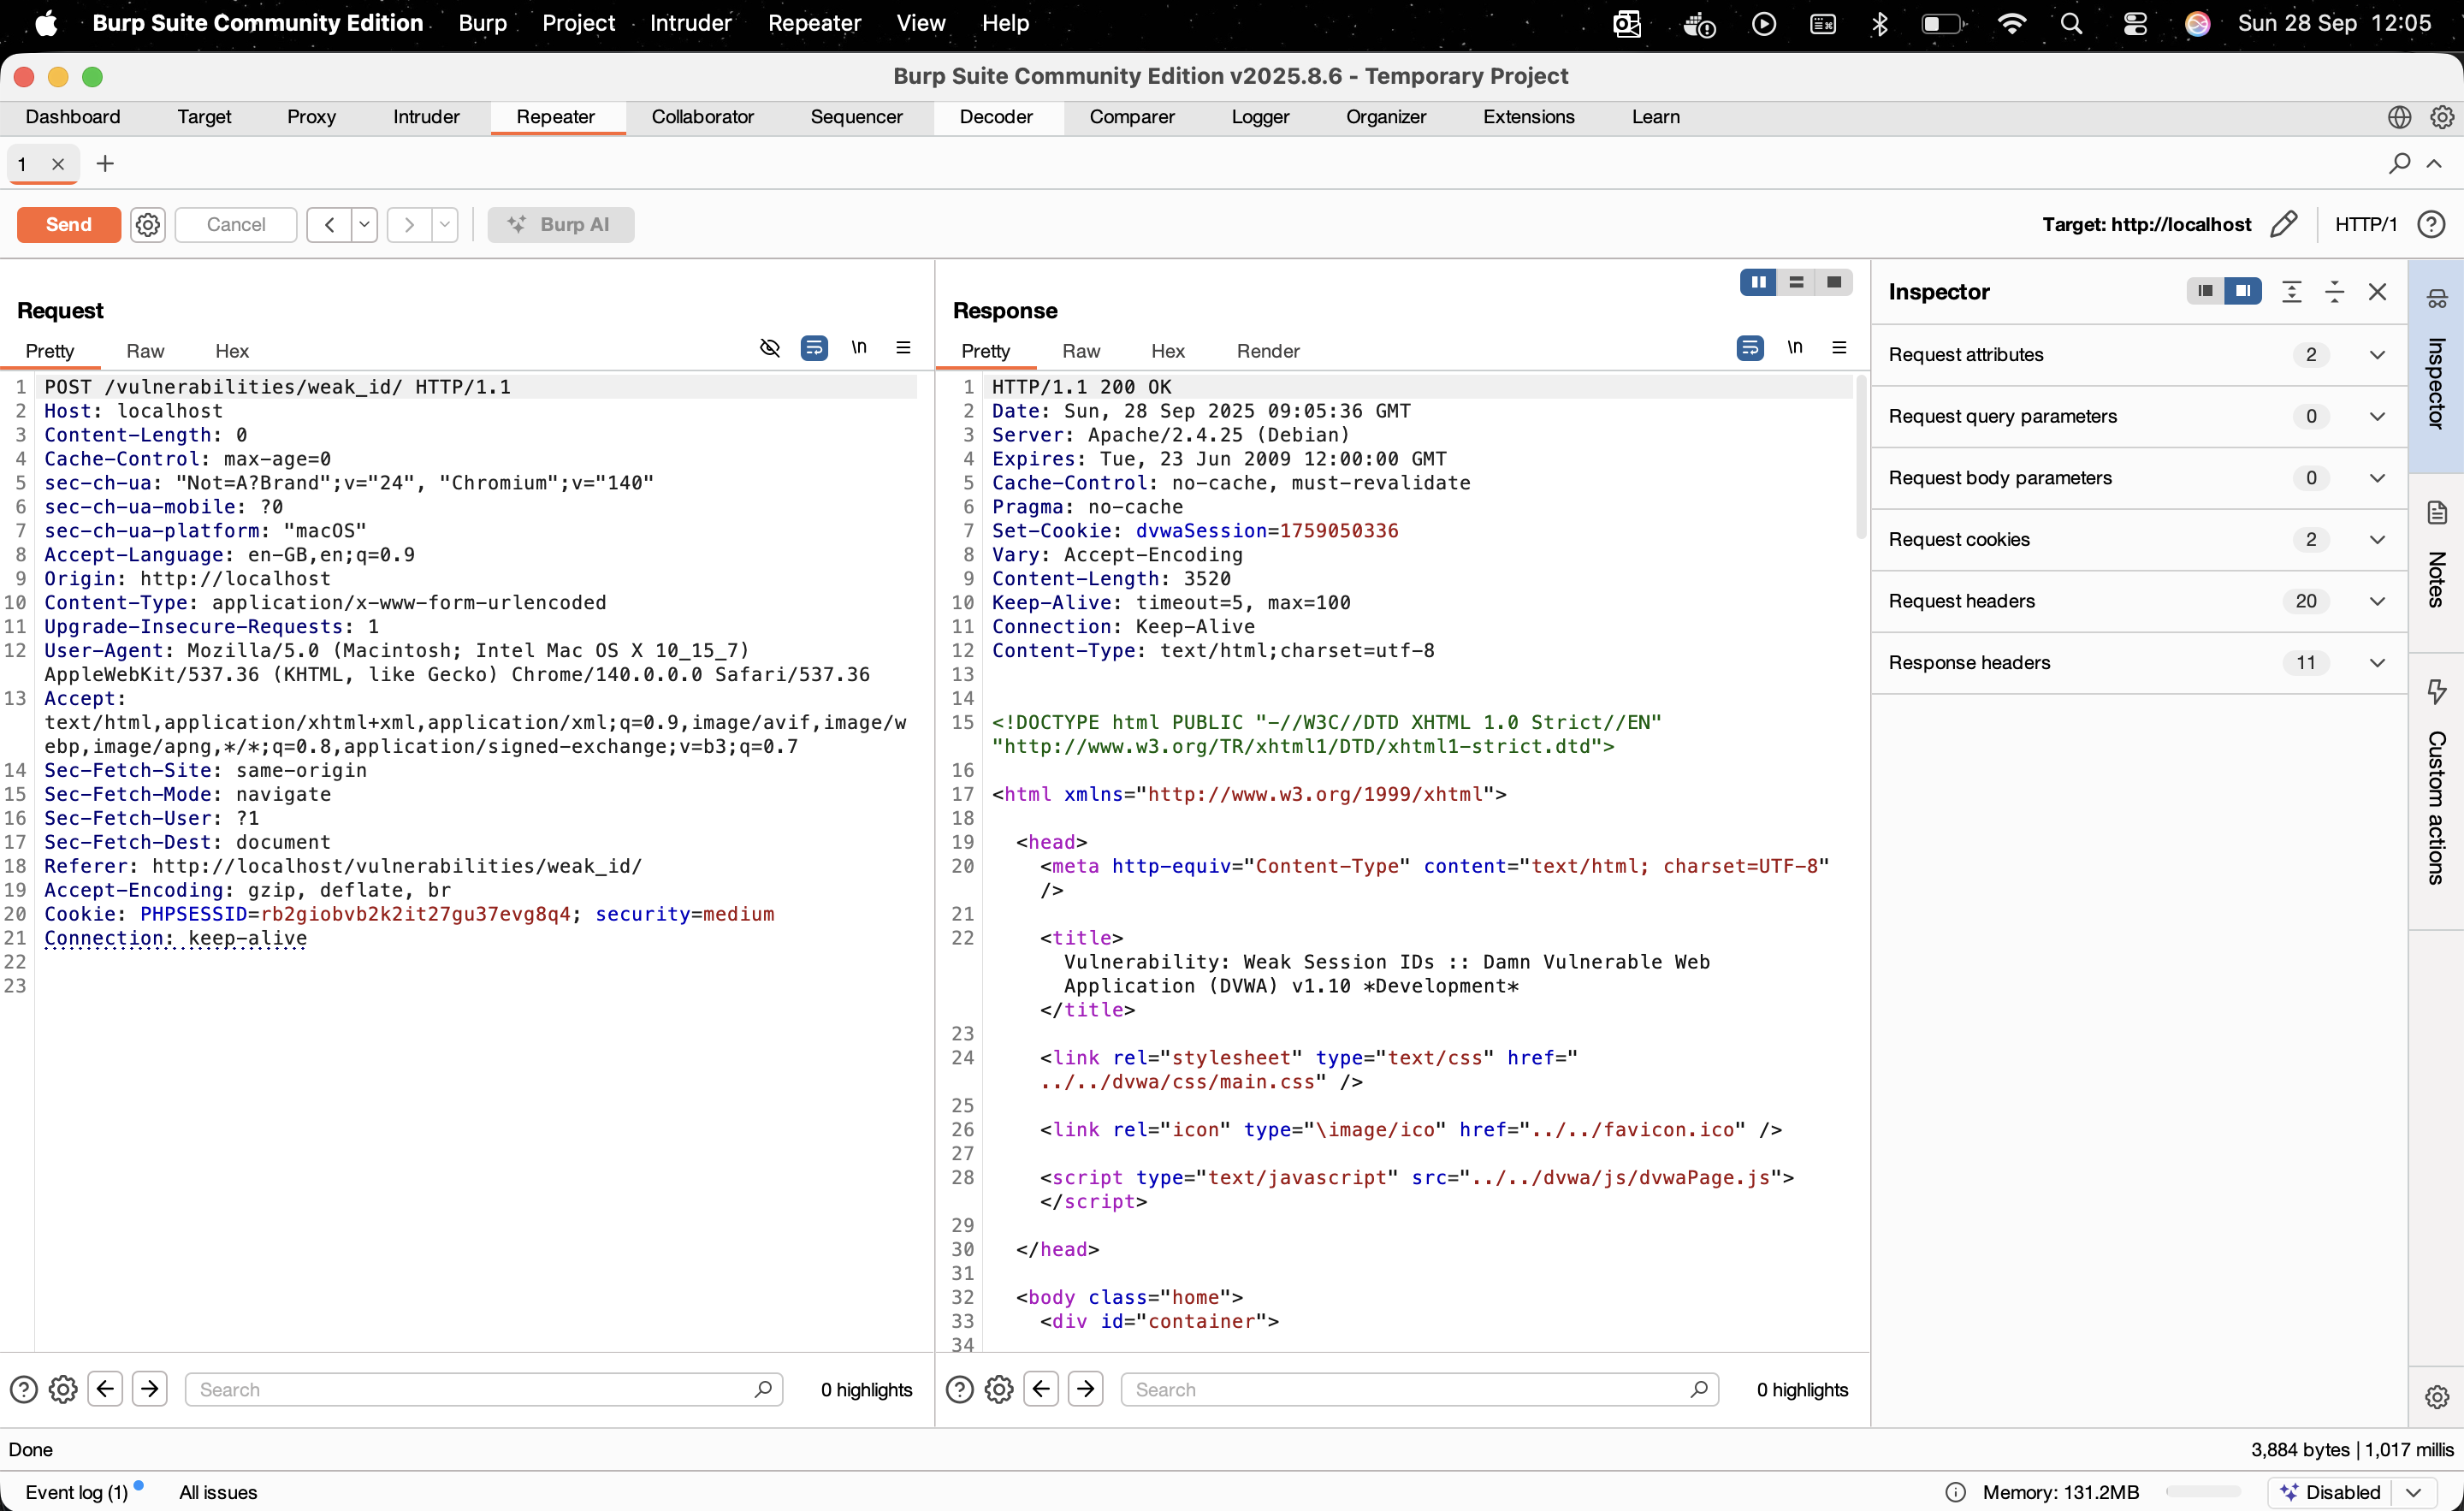 Burp Suite Community Edition Burp Project Intruder Repeater View Help Sun 28 Sep 12:05
Burp Suite Community Edition v2025.8.6 - Temporary Project
Dashboard Target Proxy Intruder Repeater Collaborator Sequencer Decoder Comparer Logger Organizer Extensions Learn
1
Send Cancel Burp AI Target: http://localhost HTTP/1
Request
Pretty Raw Hex \n
1 POST /vulnerabilities/weak_id/ HTTP/1.1
2 Host: localhost
3 Content-Length: 0
4 Cache-Control: max-age=0
5 sec-ch-ua: "Not=A?Brand";v="24", "Chromium";v="140"
6 sec-ch-ua-mobile: ?0
7 sec-ch-ua-platform: "macOS"
8 Accept-Language: en-GB,en;q=0.9
9 Origin: http://localhost
10 Content-Type: application/x-www-form-urlencoded
11 Upgrade-Insecure-Requests: 1
12 User-Agent: Mozilla/5.0 (Macintosh; Intel Mac OS X 10_15_7)
AppleWebKit/537.36 (KHTML, like Gecko) Chrome/140.0.0.0 Safari/537.36
13 Accept:
text/html,application/xhtml+xml,application/xml;q=0.9,image/avif,image/w
ebp,image/apng,*/*;q=0.8,application/signed-exchange;v=b3;q=0.7
14 Sec-Fetch-Site: same-origin
15 Sec-Fetch-Mode: navigate
16 Sec-Fetch-User: ?1
17 Sec-Fetch-Dest: document
18 Referer: http://localhost/vulnerabilities/weak_id/
19 Accept-Encoding: gzip, deflate, br
20 Cookie: PHPSESSID=rb2giobvb2k2it27gu37evg8q4; security=medium
21 Connection: keep-alive
22
23
Search 0 highlights
Response
Pretty Raw Hex Render \n
1 HTTP/1.1 200 OK
2 Date: Sun, 28 Sep 2025 09:05:36 GMT
3 Server: Apache/2.4.25 (Debian)
4 Expires: Tue, 23 Jun 2009 12:00:00 GMT
5 Cache-Control: no-cache, must-revalidate
6 Pragma: no-cache
7 Set-Cookie: dvwaSession=1759050336
8 Vary: Accept-Encoding
9 Content-Length: 3520
10 Keep-Alive: timeout=5, max=100
11 Connection: Keep-Alive
12 Content-Type: text/html;charset=utf-8
13
14
15 <!DOCTYPE html PUBLIC "-//W3C//DTD XHTML 1.0 Strict//EN"
"http://www.w3.org/TR/xhtml1/DTD/xhtml1-strict.dtd">
16
17 <html xmlns="http://www.w3.org/1999/xhtml">
18
19 <head>
20 <meta http-equiv="Content-Type" content="text/html; charset=UTF-8"
/>
21
22 <title>
Vulnerability: Weak Session IDs :: Damn Vulnerable Web
Application (DVWA) v1.10 *Development*
</title>
23
24 <link rel="stylesheet" type="text/css" href="
../../dvwa/css/main.css" />
25
26 <link rel="icon" type="\image/ico" href="../../favicon.ico" />
27
28 <script type="text/javascript" src="../../dvwa/js/dvwaPage.js">
</script>
29
30 </head>
31
32 <body class="home">
33 <div id="container">
34
Search 0 highlights
Inspector
Request attributes 2
Request query parameters 0
Request body parameters 0
Request cookies 2
Request headers 20
Response headers 11
Inspector
Notes
Custom actions
Done 3,884 bytes | 1,017 millis
Event log (1) All issues Memory: 131.2MB Disabled